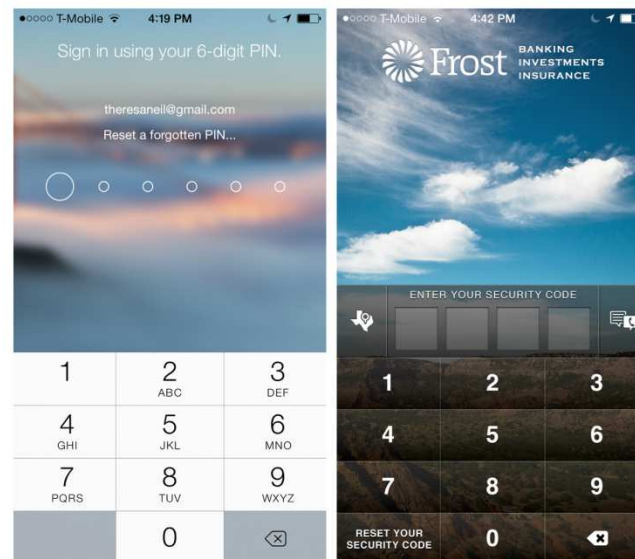 T-Mobile 4:19 PM
Sign in using your 6-digit PIN.
theresaneil@gmail.com
Reset a forgotten PIN...
1
2
ABC
3
DEF
4
GHI
5
JKL
6
MNO
7
PQRS
8
TUV
9
WXYZ
0
T-Mobile 4:42 PM
Frost
BANKING
INVESTMENTS
INSURANCE
ENTER YOUR SECURITY CODE
1 2 3
4 5 6
7 8 9
RESET YOUR
SECURITY CODE
0